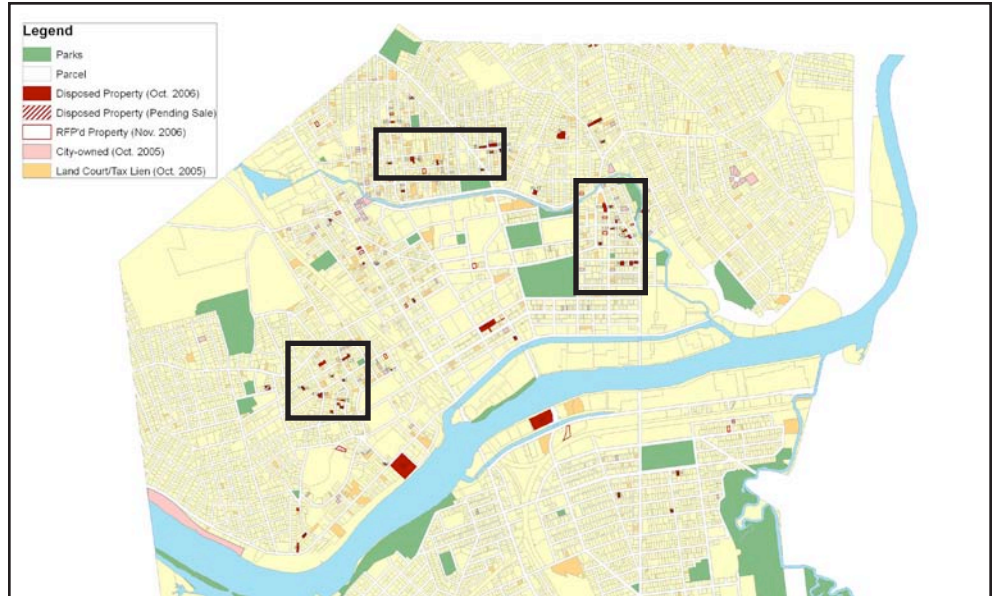 Legend
Parks
Parcel
Disposed Property (Oct. 2006)
Disposed Property (Pending Sale)
RFP'd Property (Nov. 2006)
City-owned (Oct. 2005)
Land Court/Tax Lien (Oct. 2005)